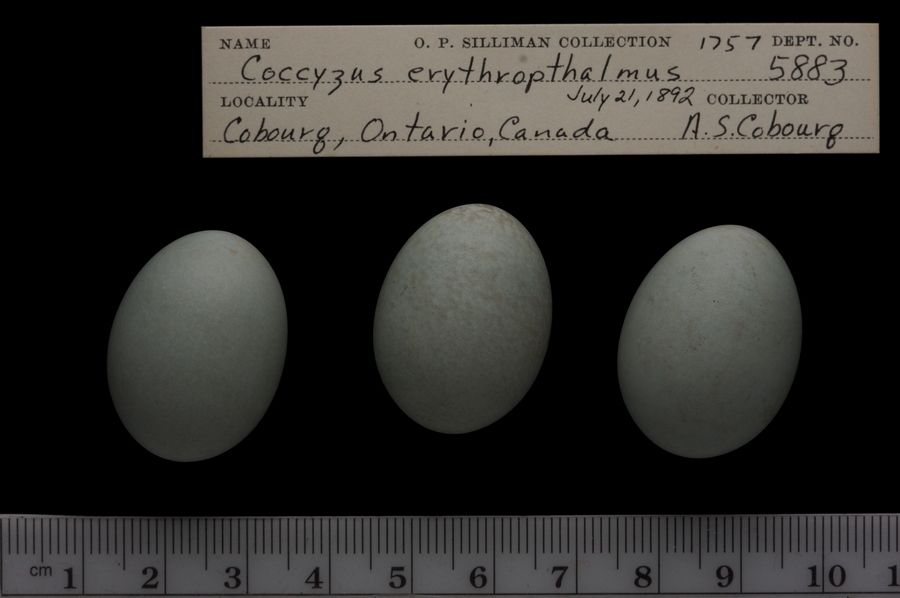 NAME O. P. SILLIMAN COLLECTION 1757 DEPT. NO.
Coccyzus erythropthalmus 5883
LOCALITY July 21, 1892 COLLECTOR
Cobourg, Ontario, Canada A. S. Cobourg
cm 1 2 3 4 5 6 7 8 9 10 1